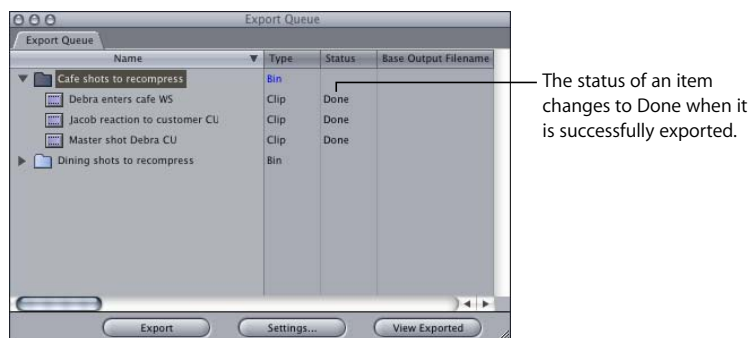 Export Queue
Export Queue
Name Type Status Base Output Filename
Cafe shots to recompress Bin
Debra enters cafe WS Clip Done
Jacob reaction to customer CU Clip Done
Master shot Debra CU Clip Done
Dining shots to recompress Bin
Export Settings... View Exported
The status of an item
changes to Done when it
is successfully exported.